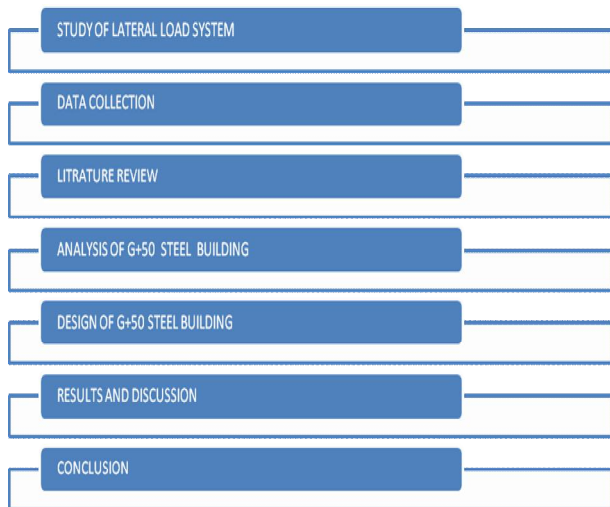 STUDY OF LATERAL LOAD SYSTEM
DATA COLLECTION
LITRATURE REVIEW
ANALYSIS OF G+50 STEEL BUILDING
DESIGN OF G+50 STEEL BUILDING
RESULTS AND DISCUSSION
CONCLUSION